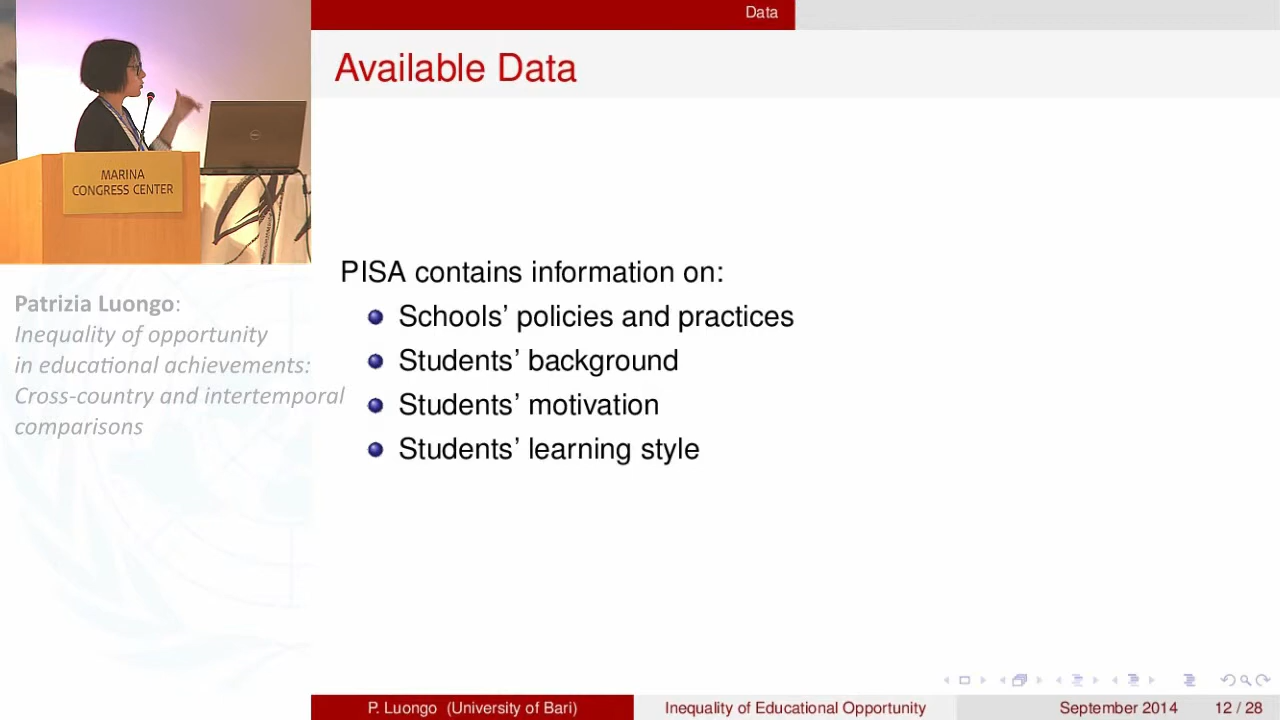 Data
Available Data
MARINA
CONGRESS CENTER
PISA contains information on:
Schools' policies and practices
Students' background
Students' motivation
Students' learning style
Patrizia Luongo:
Inequality of opportunity
in educational achievements:
Cross-country and intertemporal
comparisons
P. Luongo (University of Bari)
Inequality of Educational Opportunity
September 2014
12 / 28